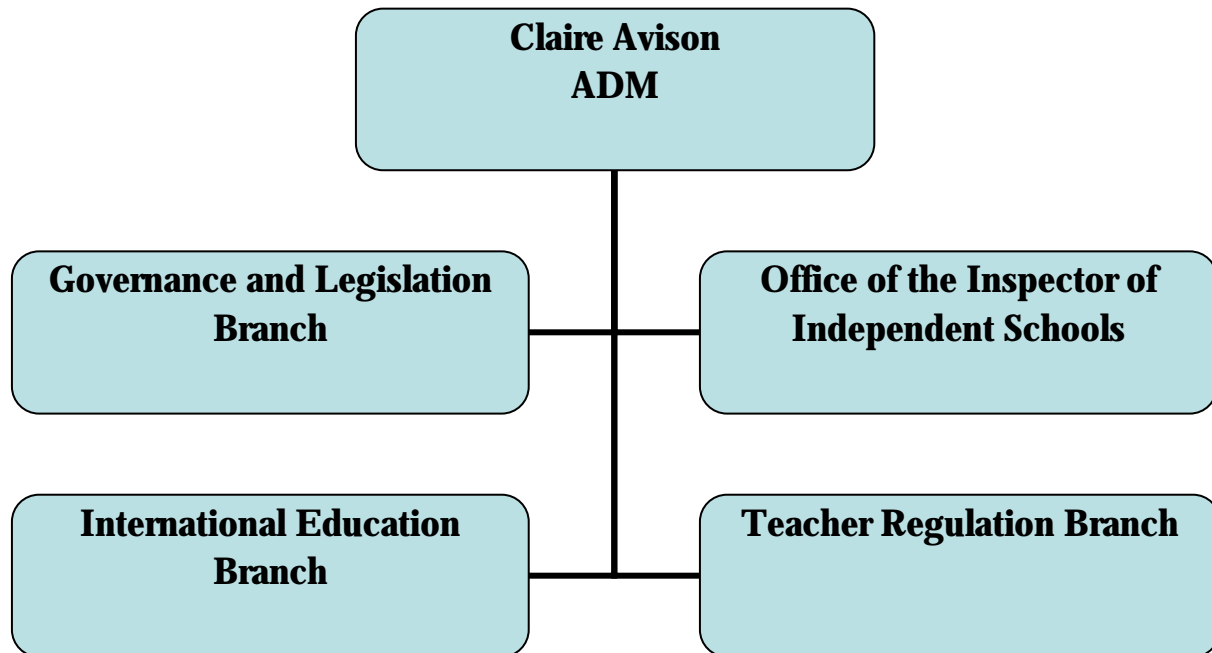 Claire Avison
ADM
Governance and Legislation
Branch
Office of the Inspector of
Independent Schools
International Education
Branch
Teacher Regulation Branch